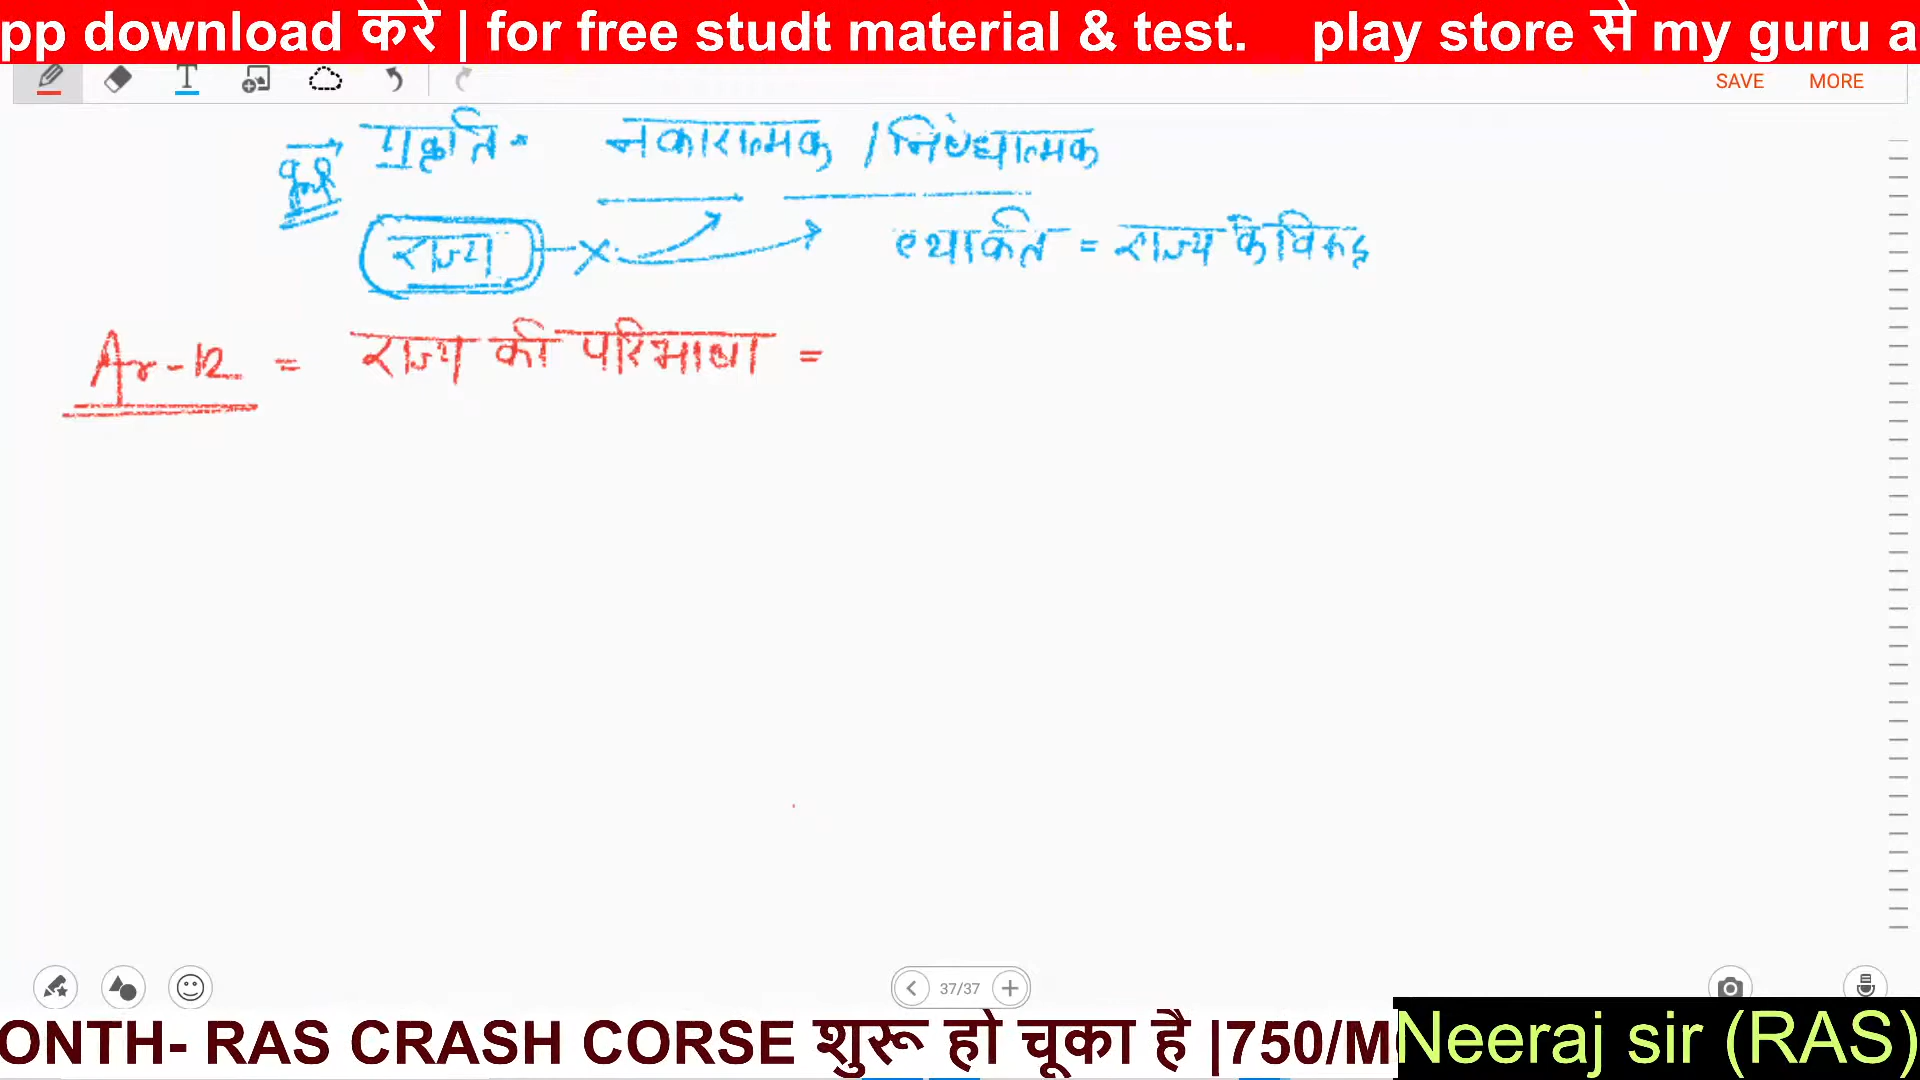 pp download करे | for free studt material & test. play store से my guru a
T SAVE MORE
प्रकृति = नकारात्मक / निषेधात्मक
राज्य × = राज्य के विरुद्ध
Ar-12 = राज्य की परिभाषा =
37/37
ONTH- RAS CRASH CORSE शुरू हो चूका है |750/M
Neeraj sir (RAS)